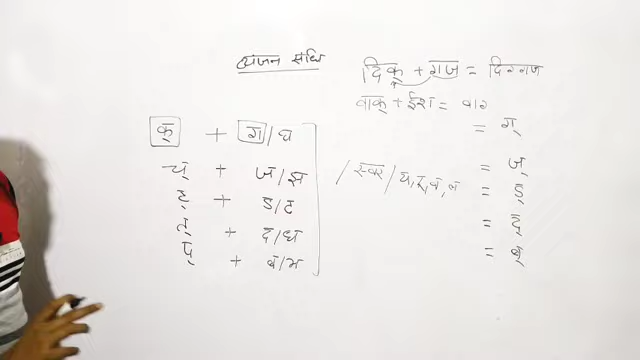 व्यंजन संधि
दिक् + गज = दिग्गज
वाक् + ईश = वाग
क् + ग/घ = ग्
च् + ज/झ / स्वर / य, र, ल, व = ज्
ट् + ड/ढ = ड्
त् + द/ध = द्
प् + ब/भ = ब्